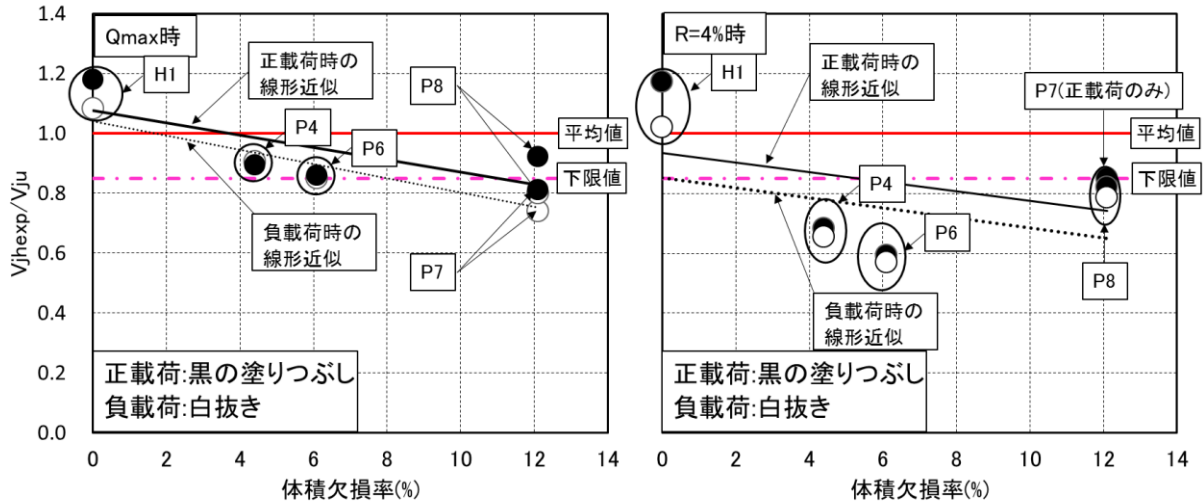 1.4
1.2
1.0
0.8
0.6
0.4
0.2
0.0
Vjhexp/Vju
Qmax時
H1
正載荷時の
線形近似
P8
P4
P6
平均値
下限値
負載荷時の
線形近似
P7
正載荷:黒の塗りつぶし
負載荷:白抜き
0 2 4 6 8 10 12 14
体積欠損率(%)
R=4%時
H1
正載荷時の
線形近似
P7(正載荷のみ)
平均値
下限値
P4
P6
P8
負載荷時の
線形近似
正載荷:黒の塗りつぶし
負載荷:白抜き
0 2 4 6 8 10 12 14
体積欠損率(%)